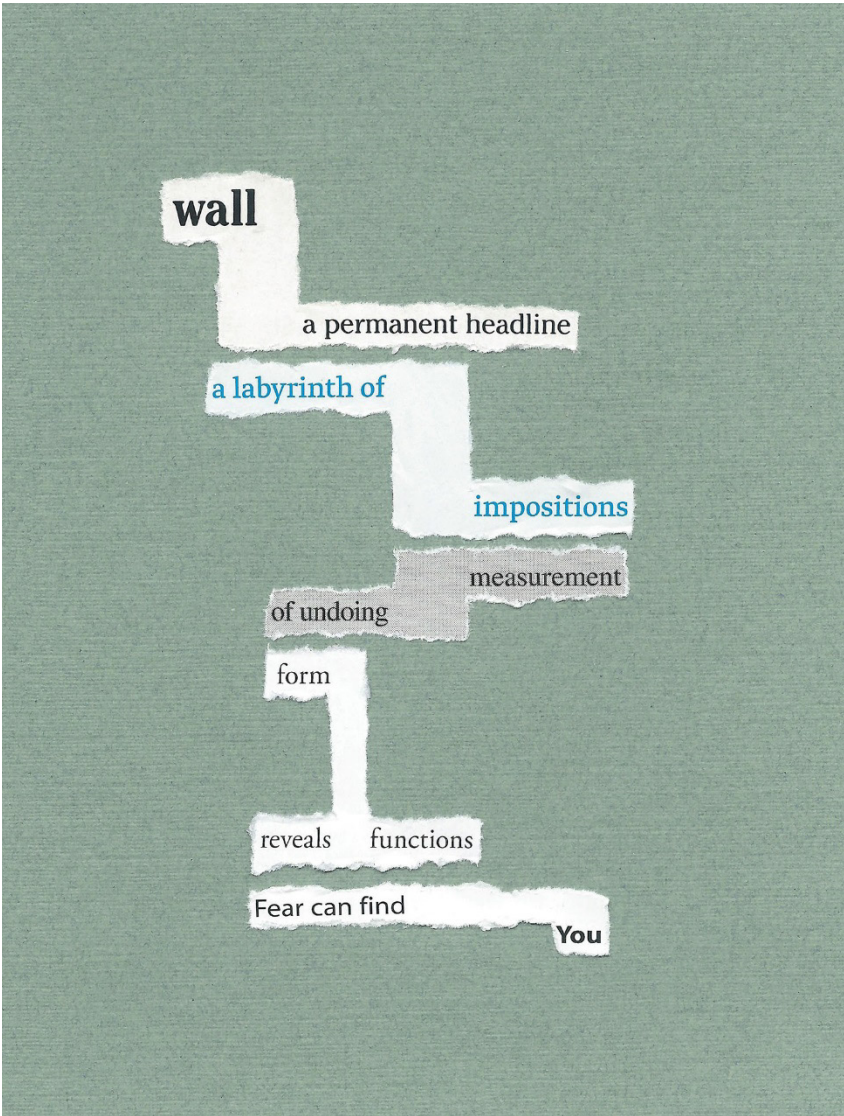 wall
a permanent headline
a labyrinth of
impositions
measurement
of undoing
form
reveals functions
Fear can find
You